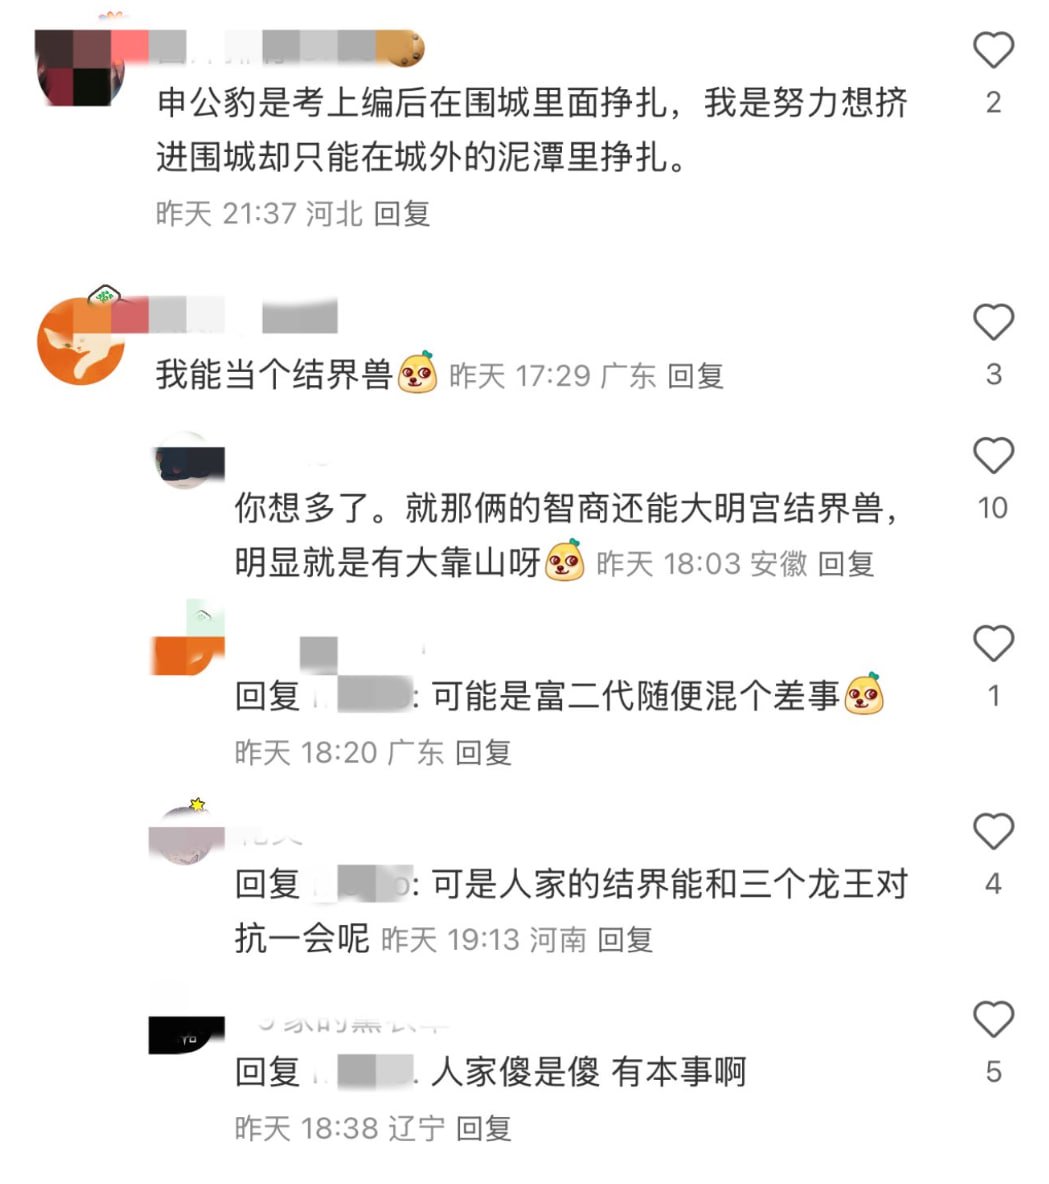 申公豹是考上编后在围城里面挣扎，我是努力想挤
2
进围城却只能在城外的泥潭里挣扎。
昨天 21:37 河北 回复
我能当个结界兽 昨天 17:29 广东 回复
3
你想多了。就那俩的智商还能大明宫结界兽，
10
明显就是有大靠山呀 昨天 18:03 安徽 回复
回复 : 可能是富二代随便混个差事
1
昨天 18:20 广东 回复
回复 o: 可是人家的结界能和三个龙王对
4
抗一会呢 昨天 19:13 河南 回复
回复 人家傻是傻 有本事啊
5
昨天 18:38 辽宁 回复